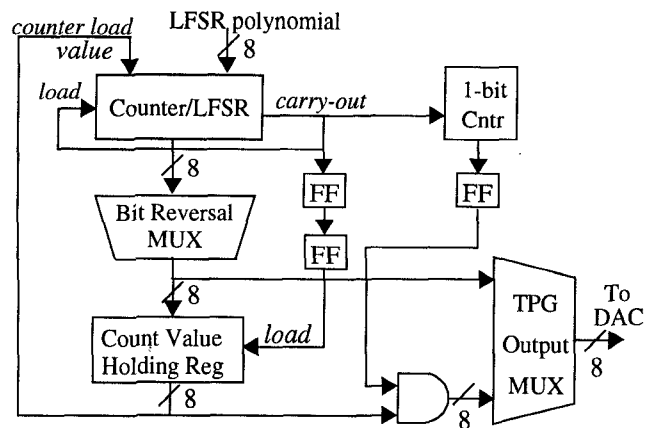 counter load
value
LFSR polynomial
8
load
Counter/LFSR
carry-out
1-bit
Cntr
8
FF
FF
Bit Reversal
MUX
FF
8
TPG
Output
MUX
To
DAC
8
Count Value
Holding Reg
load
8
8